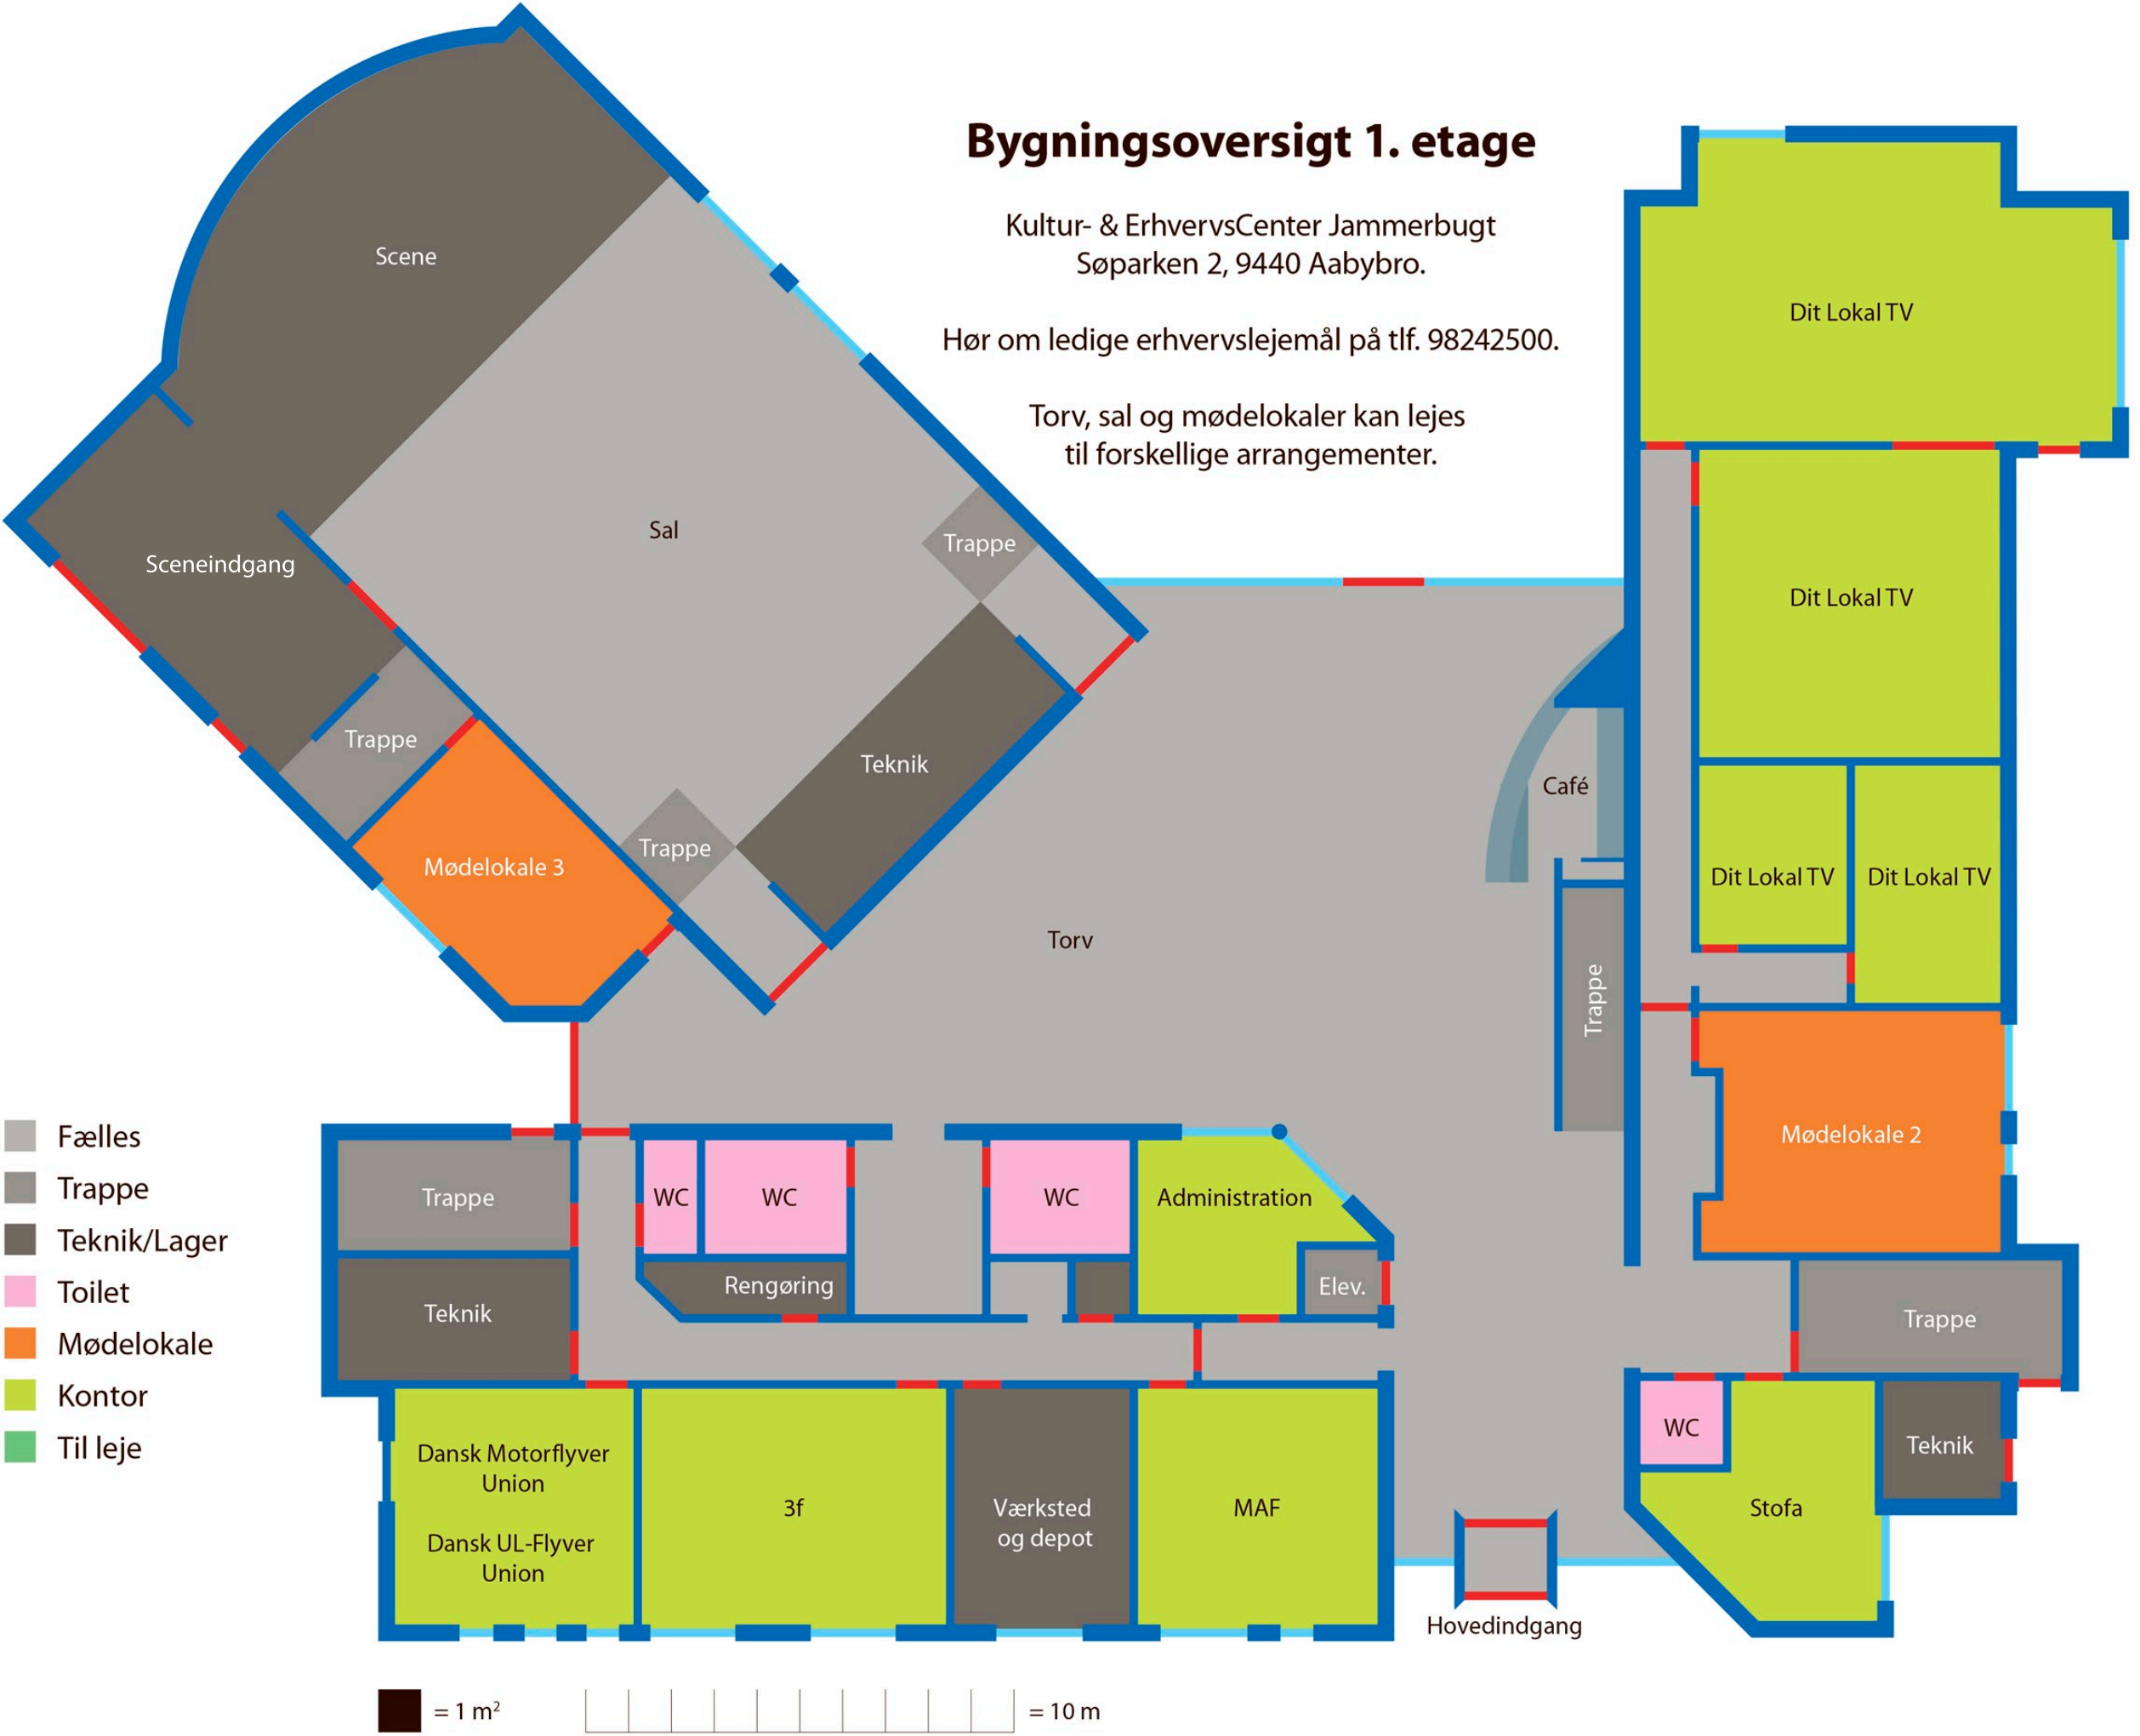 Bygningsoversigt 1. etage
Kultur- & ErhvervsCenter Jammerbugt
Søparken 2, 9440 Aabybro.
Hør om ledige erhvervslejemål på tlf. 98242500.
Torv, sal og mødelokaler kan lejes
til forskellige arrangementer.
Scene
Sal
Sceneindgang
Trappe
Trappe
Teknik
Trappe
Mødelokale 3
Torv
Café
Trappe
Dit Lokal TV
Dit Lokal TV
Dit Lokal TV
Dit Lokal TV
Mødelokale 2
Trappe
WC
Stofa
Teknik
Trappe
Teknik
WC
WC
Rengøring
WC
Administration
Elev.
Dansk Motorflyver
Union
Dansk UL-Flyver
Union
3f
Værksted
og depot
MAF
Hovedindgang
Fælles
Trappe
Teknik/Lager
Toilet
Mødelokale
Kontor
Til leje
= 1 m²
= 10 m